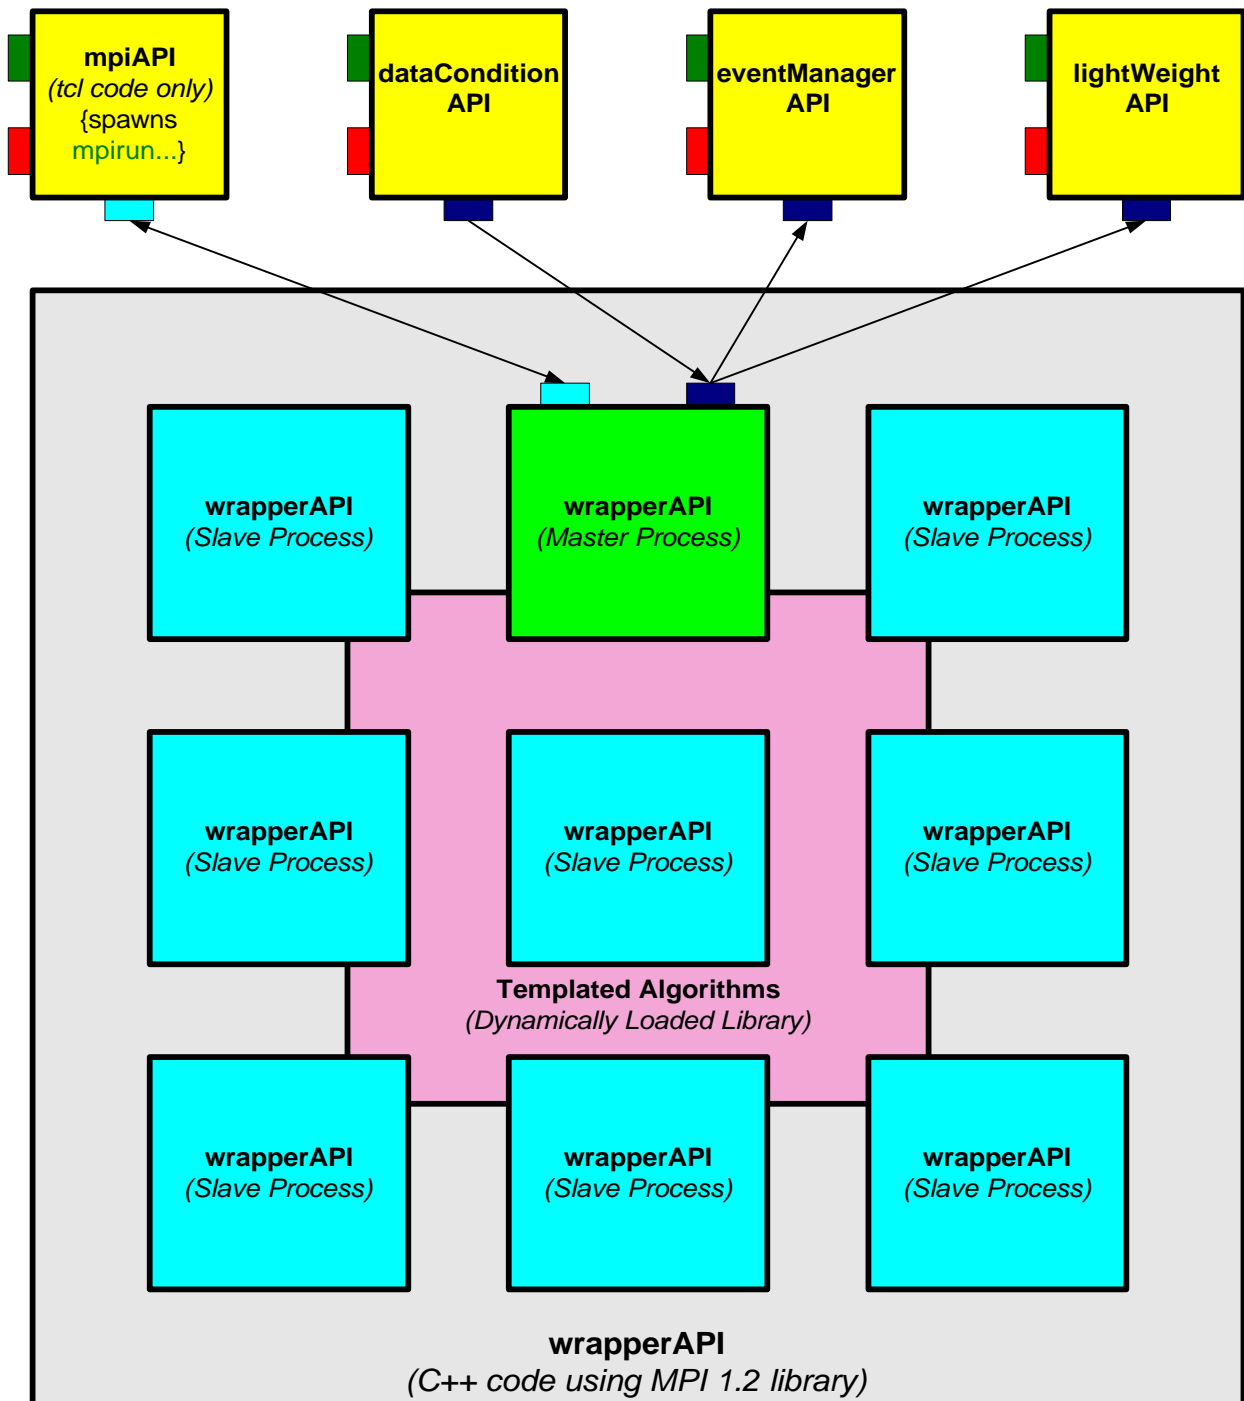 mpiAPI
(tcl code only)
{spawns
mpirun...}
dataCondition
API
eventManager
API
lightWeight
API
wrapperAPI
(Slave Process)
wrapperAPI
(Master Process)
wrapperAPI
(Slave Process)
wrapperAPI
(Slave Process)
wrapperAPI
(Slave Process)
wrapperAPI
(Slave Process)
Templated Algorithms
(Dynamically Loaded Library)
wrapperAPI
(Slave Process)
wrapperAPI
(Slave Process)
wrapperAPI
(Slave Process)
wrapperAPI
(C++ code using MPI 1.2 library)